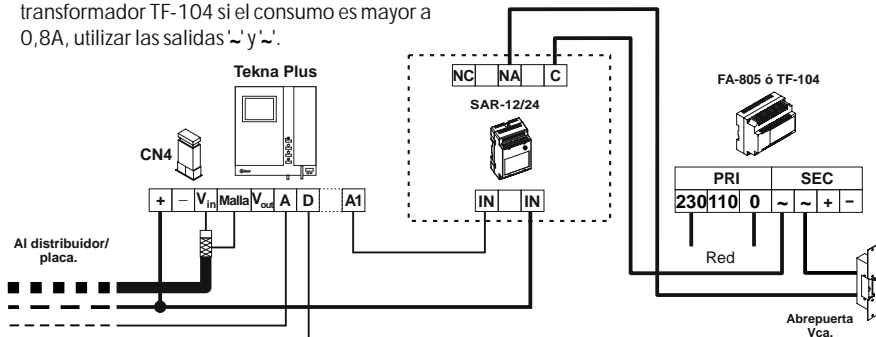 transformador TF-104 si el consumo es mayor a
0,8A, utilizar las salidas '~' y '~'.
Tekna Plus
CN4
+ – Vin Malla Vout A D A1
Al distribuidor/
placa.
NC NA C
SAR-12/24
IN IN
FA-805 ó TF-104
PRI SEC
230 110 0 ~ ~ + –
Red
Abrepuerta
Vca.